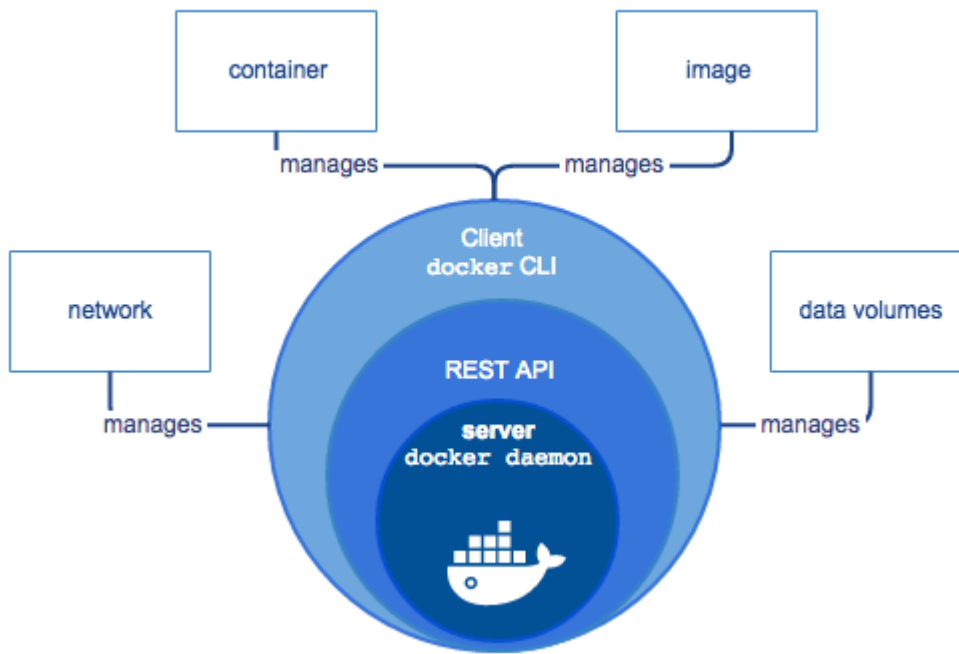 container
image
manages
manages
Client
docker CLI
network
data volumes
REST API
manages
manages
server
docker daemon